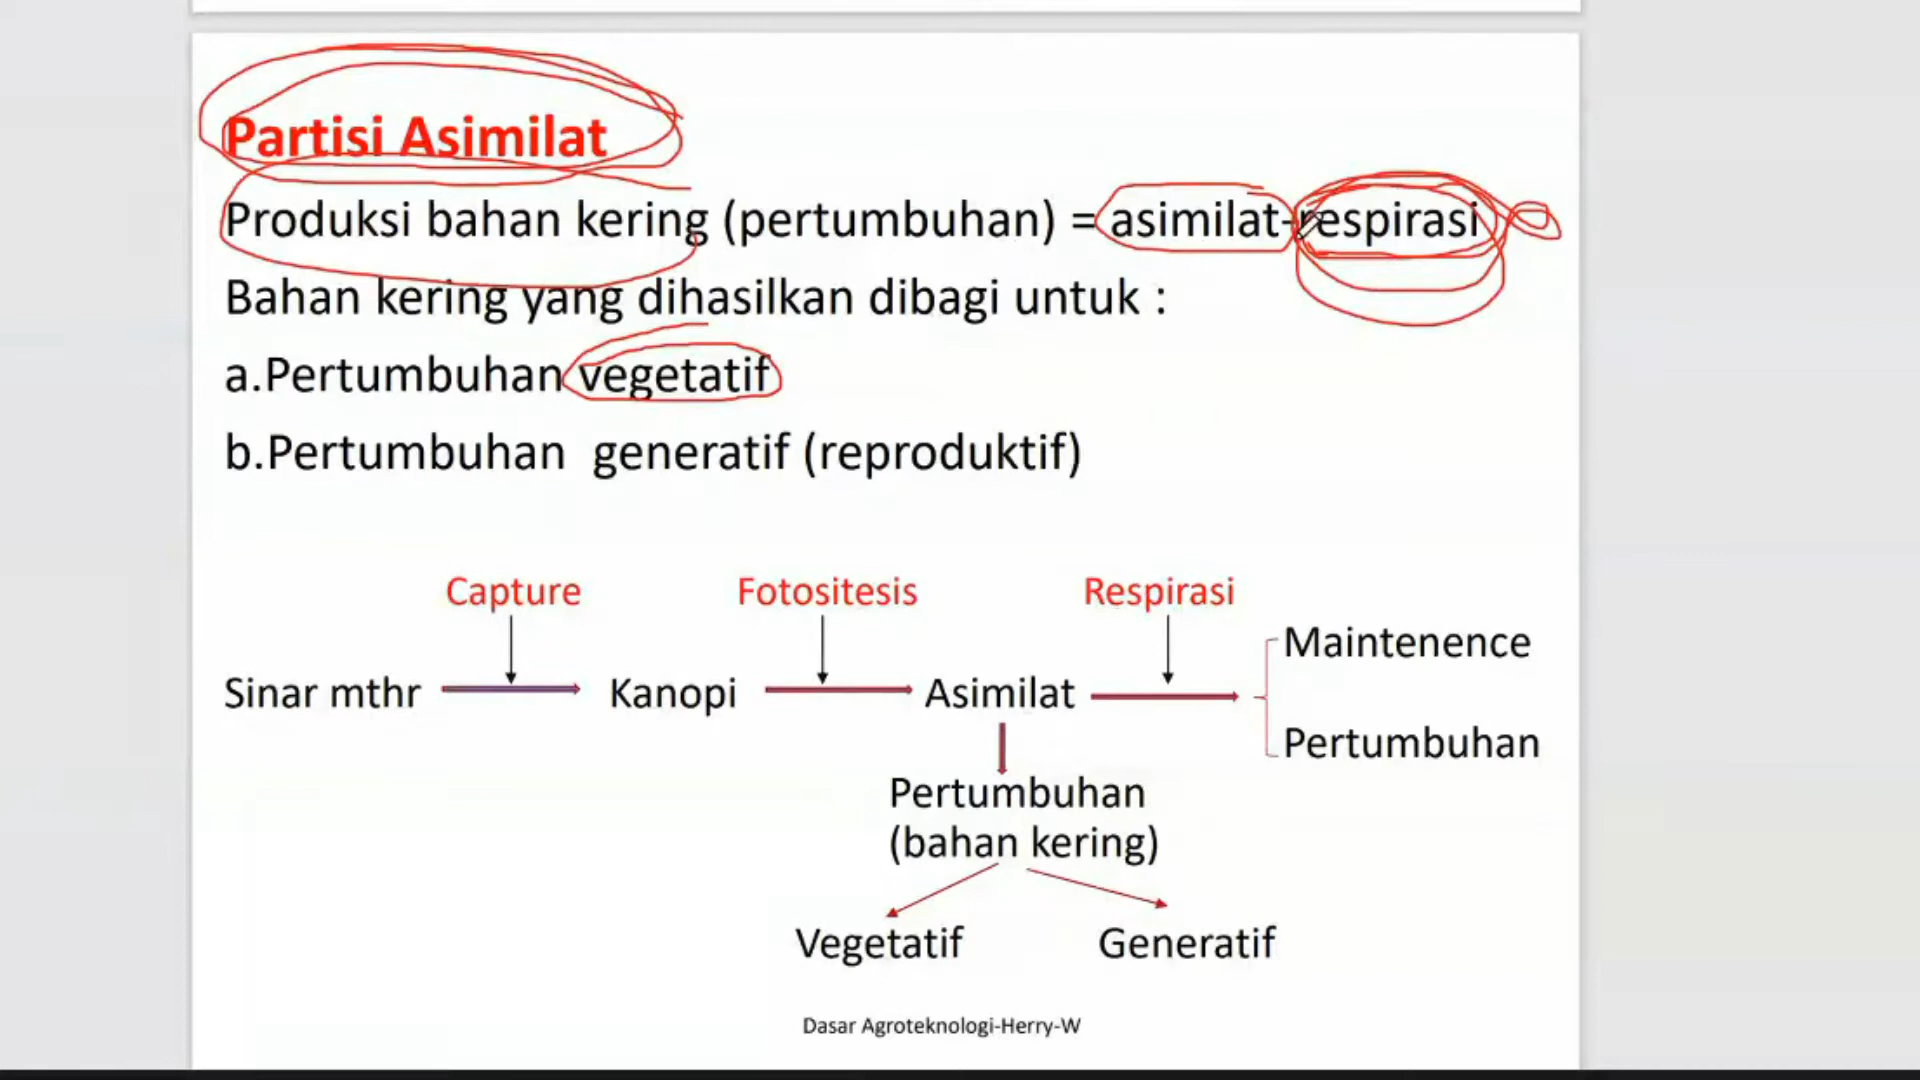 Partisi Asimilat
Produksi bahan kering (pertumbuhan) = asimilat-respirasi
Bahan kering yang dihasilkan dibagi untuk :
a.Pertumbuhan vegetatif
b.Pertumbuhan generatif (reproduktif)
Capture Fotositesis Respirasi
Maintenence
Sinar mthr Kanopi Asimilat
Pertumbuhan
Pertumbuhan
(bahan kering)
Vegetatif Generatif
Dasar Agroteknologi-Herry-W